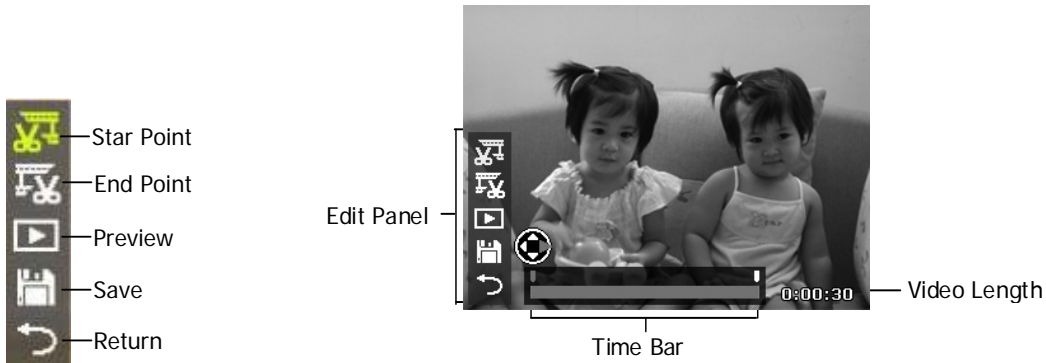 Star Point
End Point
Preview
Save
Return
Edit Panel
0:00:30
Video Length
Time Bar